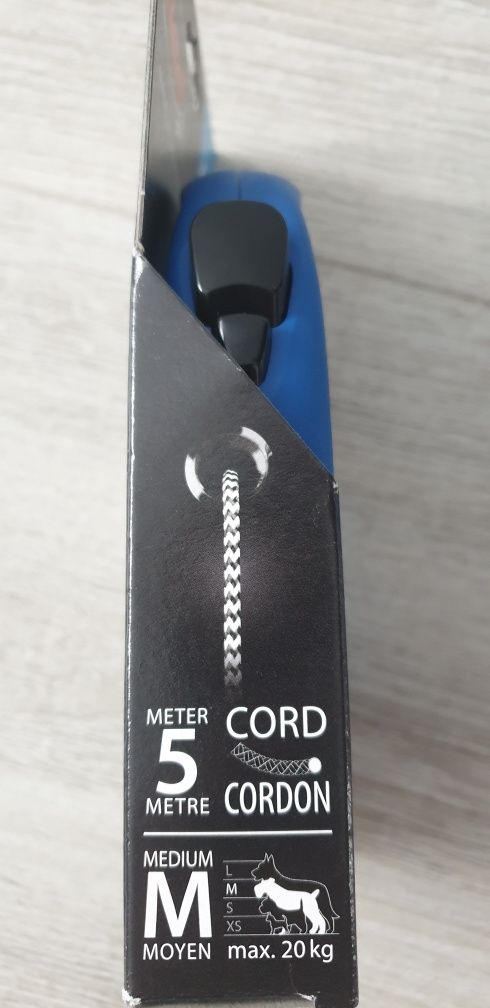 METER
5
METRE
CORD
CORDON
MEDIUM
M
MOYEN
L
M
S
XS
max. 20 kg